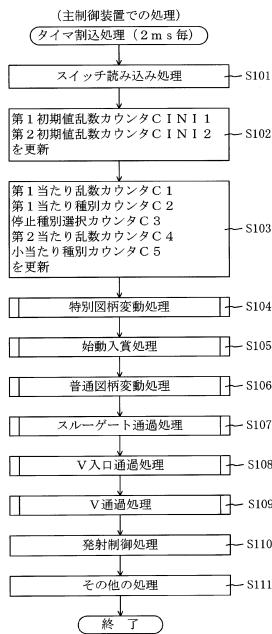 （主制御装置での処理）
タイマ割込処理（２ｍｓ毎）
スイッチ読み込み処理
S101
第１初期値乱数カウンタＣＩＮＩ１
第２初期値乱数カウンタＣＩＮＩ２
を更新
S102
第１当たり乱数カウンタＣ１
第１当たり種別カウンタＣ２
停止種別選択カウンタＣ３
第２当たり乱数カウンタＣ４
小当たり種別カウンタＣ５
を更新
S103
特別図柄変動処理
S104
始動入賞処理
S105
普通図柄変動処理
S106
スルーゲート通過処理
S107
Ｖ入口通過処理
S108
Ｖ通過処理
S109
発射制御処理
S110
その他の処理
S111
終 了